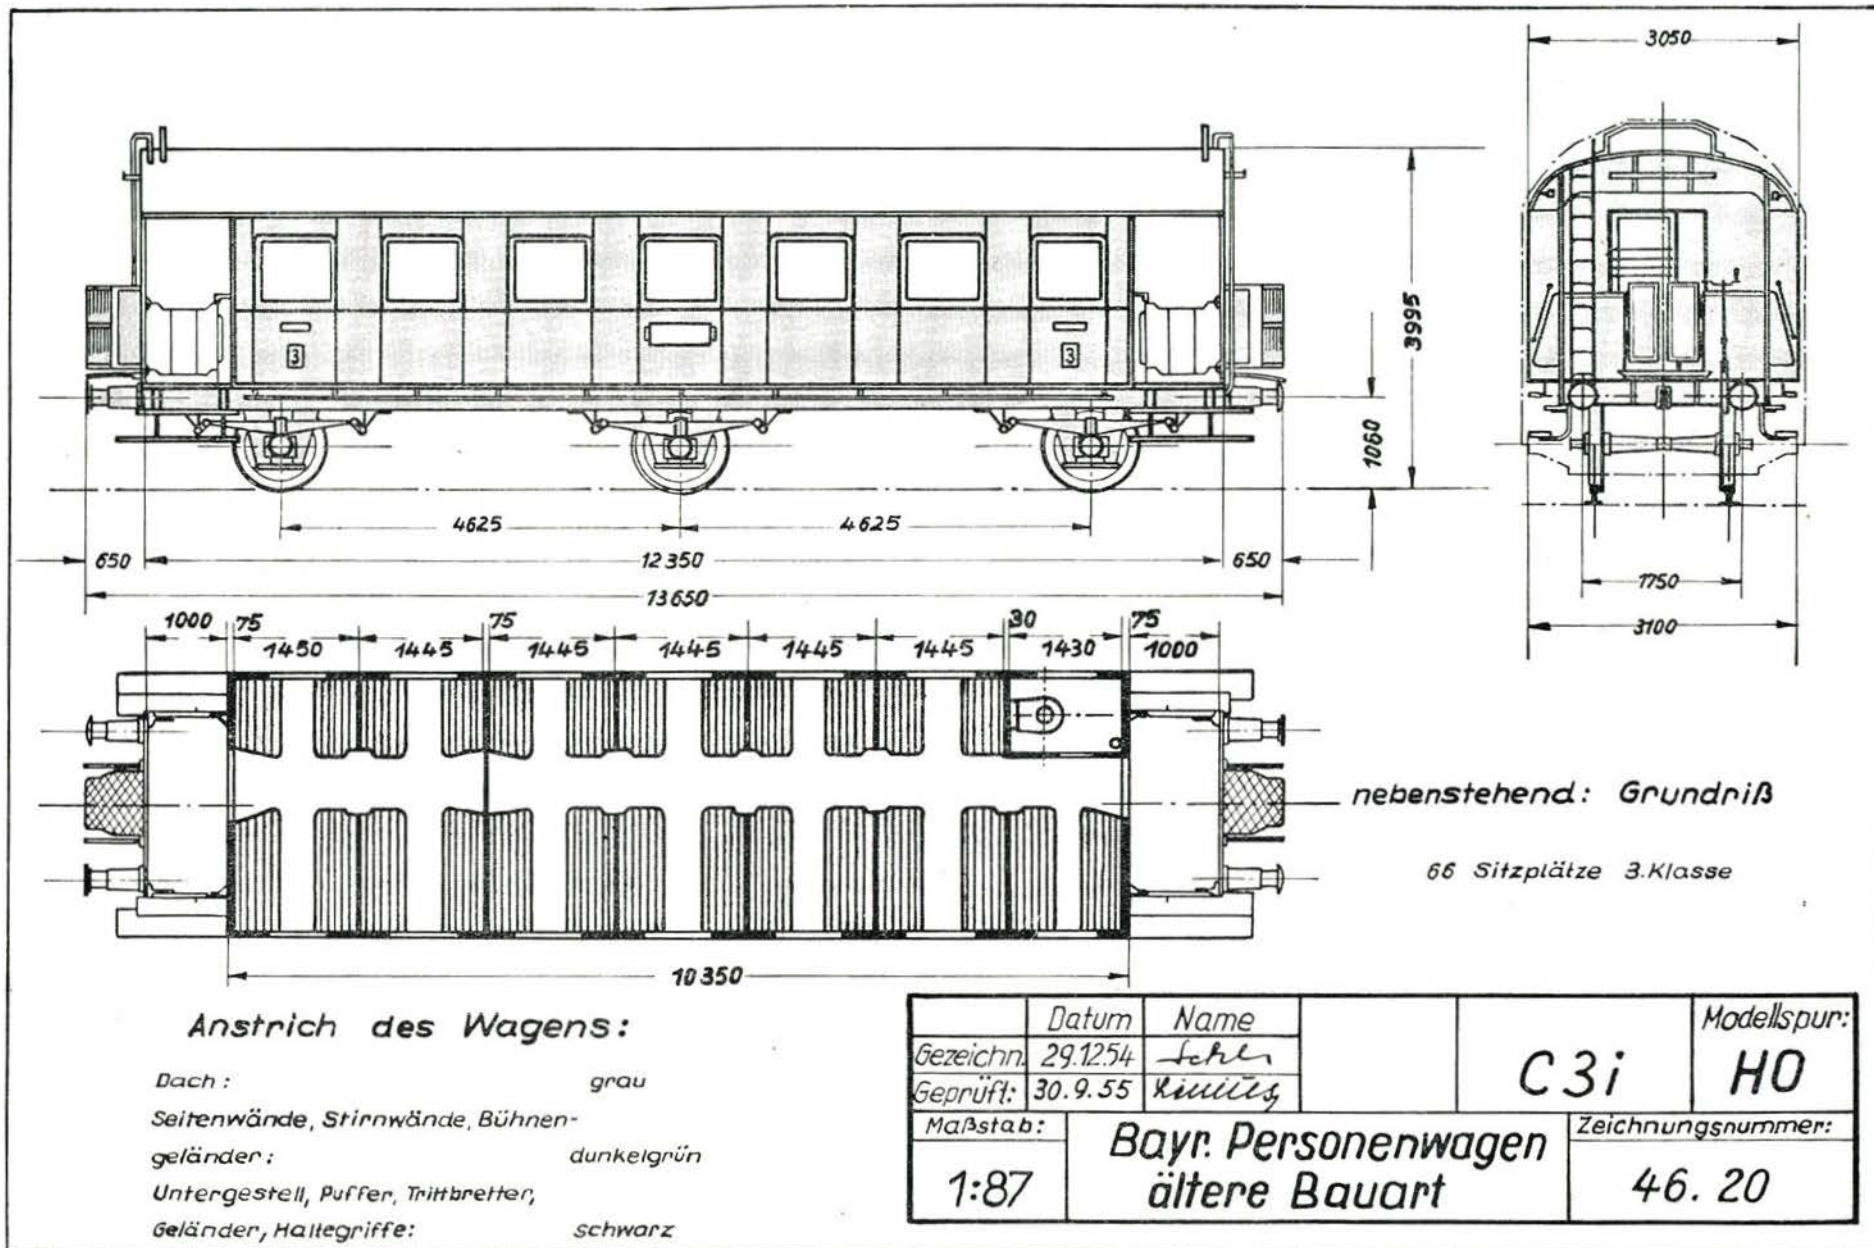 3050
3
3
3995
1060
4625 4625
650 12350 650
13650
1750
3100
1000 75 75 30 75
1450 1445 1445 1445 1445 1445 1430 1000
nebenstehend: Grundriß
66 Sitzplätze 3.Klasse
10350
Anstrich des Wagens:
Dach: grau
Seitenwände, Stirnwände, Bühnen-
geländer: dunkelgrün
Untergestell, Puffer, Trittbretter,
Geländer, Haltegriffe: schwarz
Datum Name
Gezeichn. 29.12.54
Geprüft: 30.9.55
C3i
Modellspur:
H0
Maßstab:
1:87
Bayr. Personenwagen
ältere Bauart
Zeichnungsnummer:
46.20